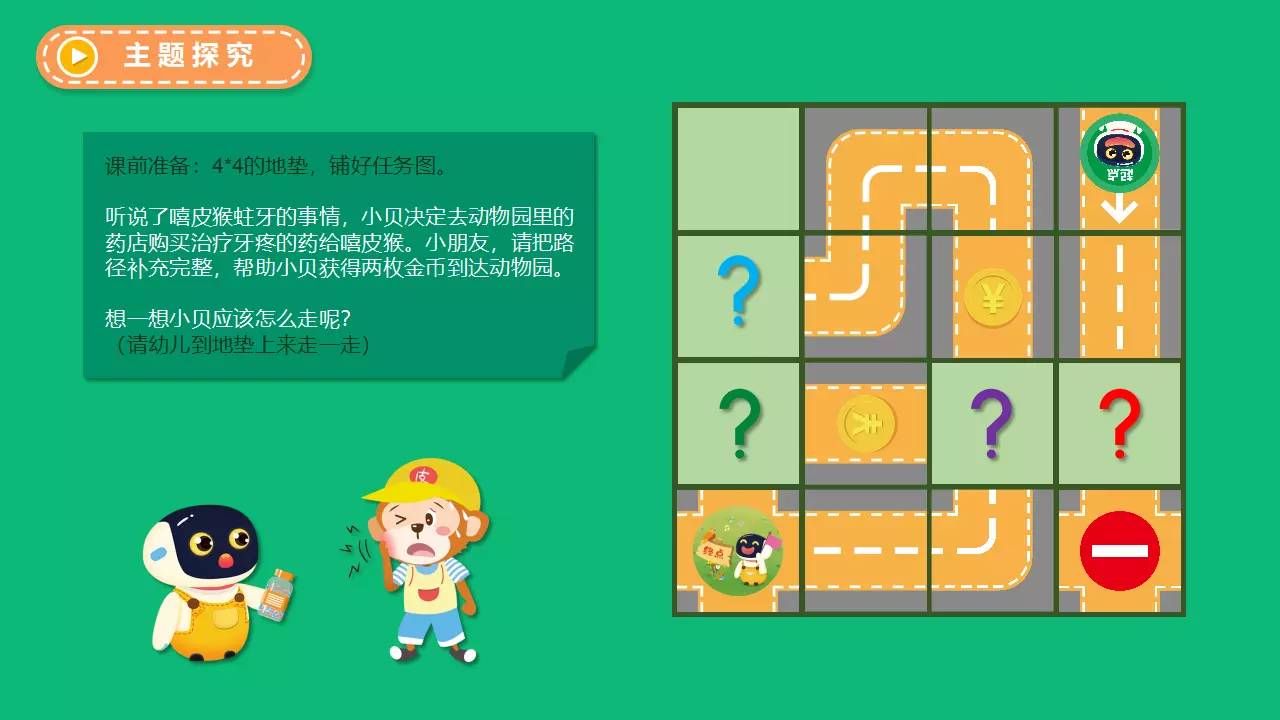 主题探究
课前准备：4*4的地垫，铺好任务图。
听说了嘻皮猴蛀牙的事情，小贝决定去动物园里的
药店购买治疗牙疼的药给嘻皮猴。小朋友，请把路
径补充完整，帮助小贝获得两枚金币到达动物园。
想一想小贝应该怎么走呢？
（请幼儿到地垫上来走一走）
起点
¥
?
?
¥
?
?
终点
皮